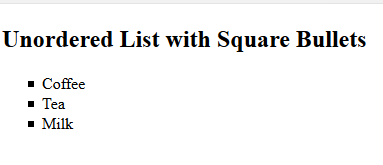 Unordered List with Square Bullets
▪ Coffee
▪ Tea
▪ Milk